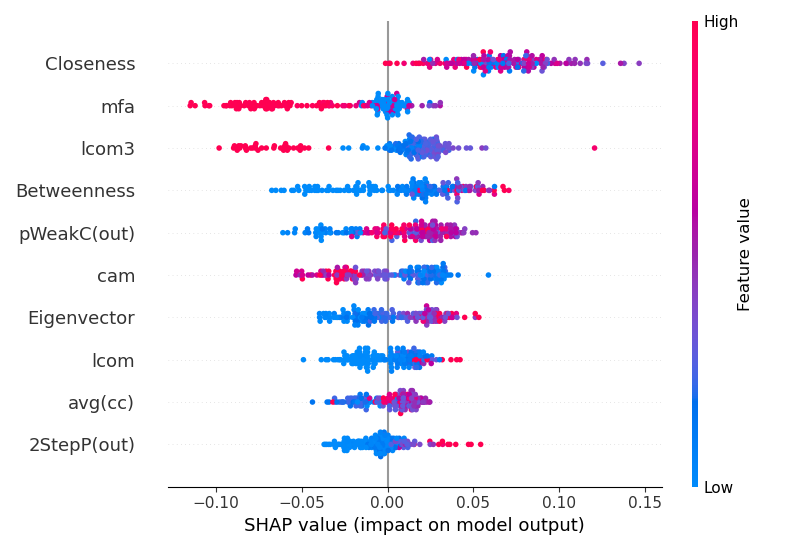 High
Closeness
mfa
lcom3
Betweenness
pWeakC(out)
cam
Eigenvector
lcom
avg(cc)
2StepP(out)
Feature value
Low
−0.10 −0.05 0.00 0.05 0.10 0.15
SHAP value (impact on model output)